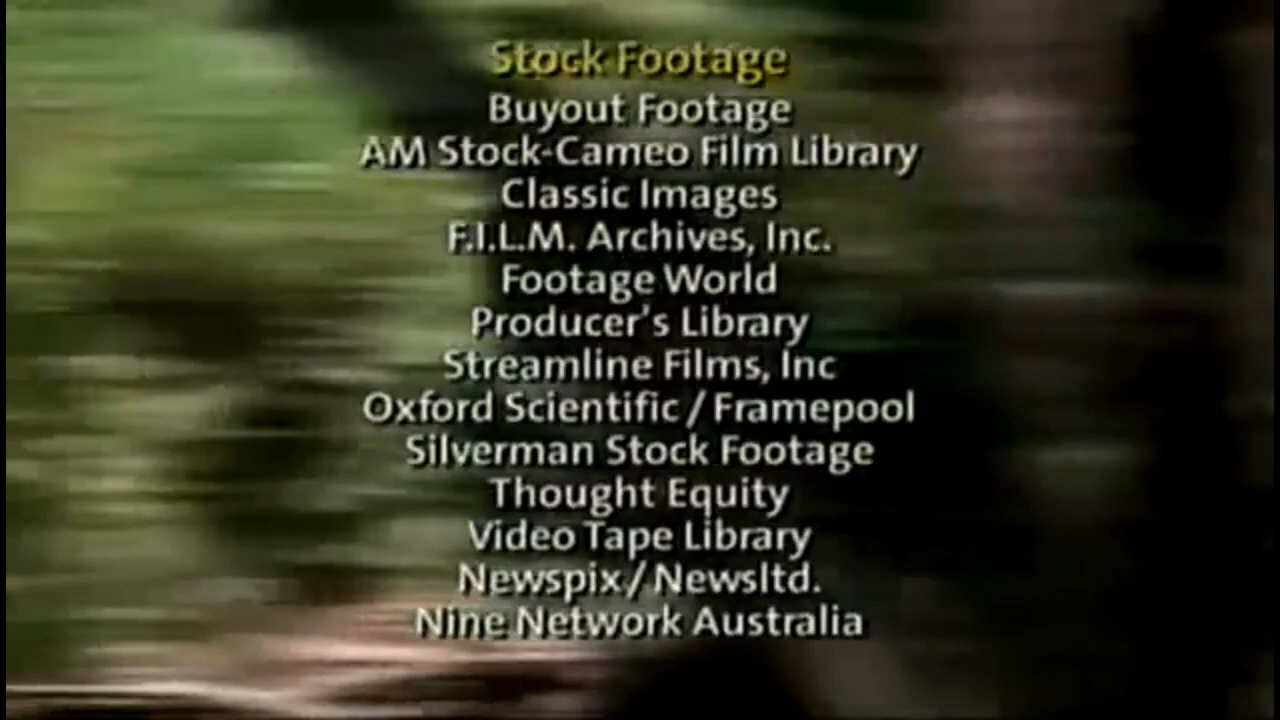 Stock Footage
Buyout Footage
AM Stock-Cameo Film Library
Classic Images
F.I.L.M. Archives, Inc.
Footage World
Producer's Library
Streamline Films, Inc
Oxford Scientific / Framepool
Silverman Stock Footage
Thought Equity
Video Tape Library
Newspix / Newsltd.
Nine Network Australia